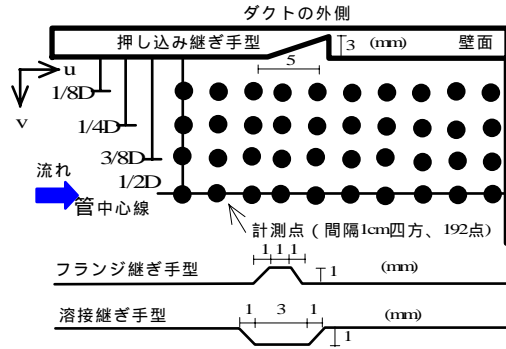 ダクトの外側
押し込み継ぎ手型
3 (mm)
壁面
u
5
v
1/8D
1/4D
3/8D
1/2D
流れ
管中心線
計測点(間隔1cm四方、192点)
1 1 1
フランジ継ぎ手型
1
(mm)
溶接継ぎ手型
1 3 1
(mm)
1